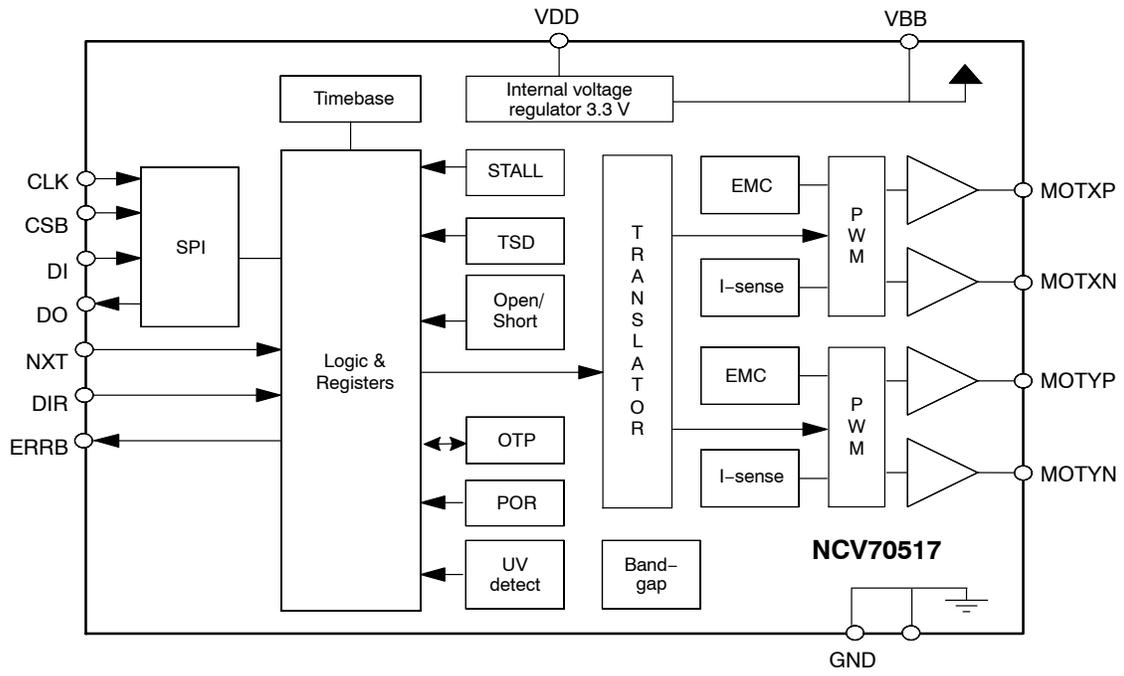 VDD
VBB
Timebase
Internal voltage
regulator 3.3 V
CLK
CSB
DI
DO
NXT
DIR
ERRB
SPI
Logic &
Registers
STALL
TSD
Open/
Short
OTP
POR
UV
detect
T
R
A
N
S
L
A
T
O
R
Band–
gap
EMC
I–sense
P
W
M
EMC
I–sense
P
W
M
MOTXP
MOTXN
MOTYP
MOTYN
NCV70517
GND